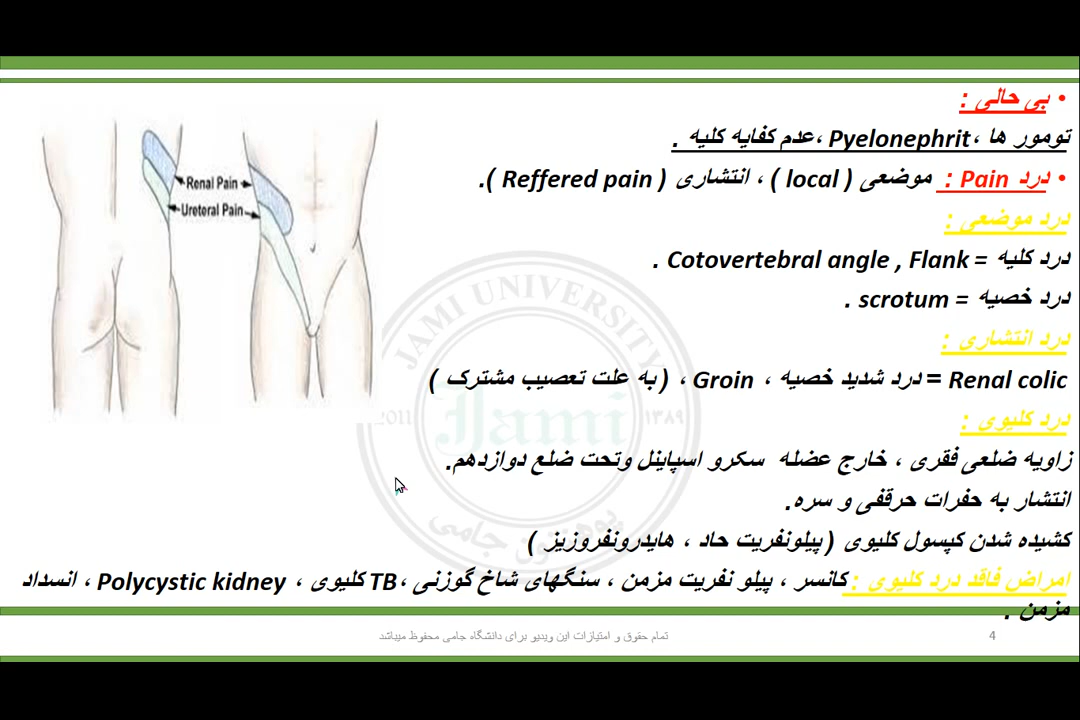 • بی حالی :
تومور ها ، Pyelonephrit ،عدم کفایه کلیه .
• درد Pain : موضعی ( local ) ، انتشاری ( Reffered pain ).
درد موضعی :
درد کلیه = Cotovertebral angle , Flank .
درد خصیه = scrotum .
درد انتشاری :
Renal colic = درد شدید خصیه ، Groin ، ( به علت تعصیب مشترک )
درد کلیوی :
زاویه ضلعی فقری ، خارج عضله سکرو اسپاینل وتحت ضلع دوازدهم.
انتشار به حفرات حرقفی و سره.
کشیده شدن کپسول کلیوی ( پیلونفریت حاد ، هایدرونفروزیز )
امراض فاقد درد کلیوی : کانسر ، پیلو نفریت مزمن ، سنگهای شاخ گوزنی ،TB کلیوی ، Polycystic kidney ، انسداد
مزمن .
Renal Pain
Ureteral Pain
JAMI UNIVERSITY
2011
Jami
۱۳۸۹
پوهنتون جامی
تمام حقوق و امتیازات این ویدیو برای دانشگاه جامی محفوظ میباشد
4